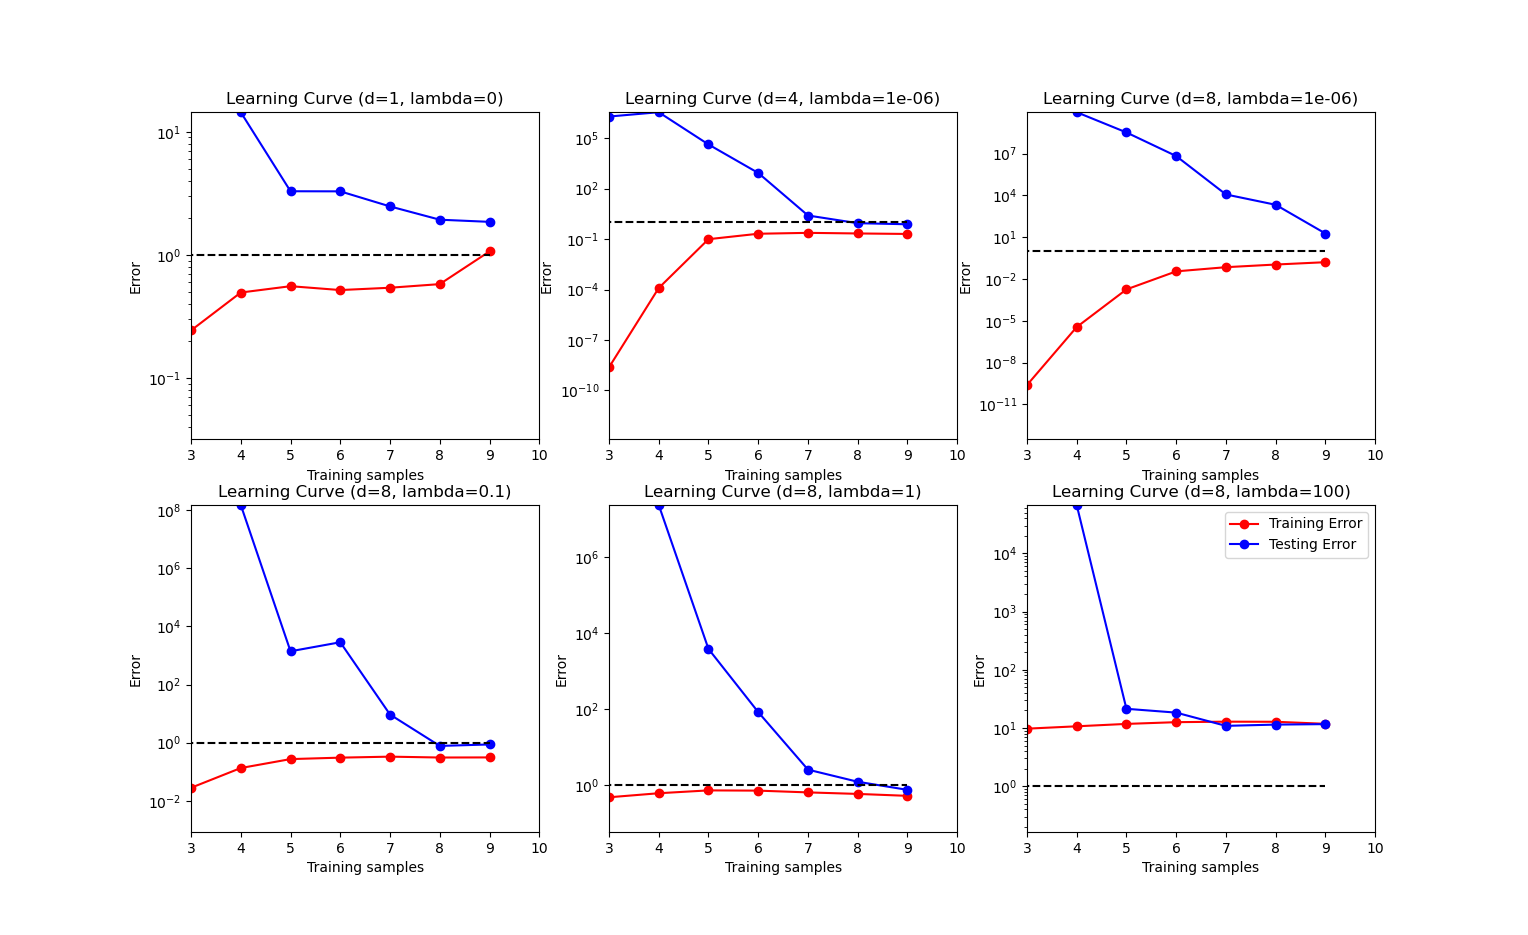 Learning Curve (d=1, lambda=0)
10^1
10^0
10^-1
Error
3 4 5 6 7 8 9 10
Training samples
Learning Curve (d=4, lambda=1e-06)
10^5
10^2
10^-1
10^-4
10^-7
10^-10
Error
3 4 5 6 7 8 9 10
Training samples
Learning Curve (d=8, lambda=1e-06)
10^7
10^4
10^1
10^-2
10^-5
10^-8
10^-11
Error
3 4 5 6 7 8 9 10
Training samples
Learning Curve (d=8, lambda=0.1)
10^8
10^6
10^4
10^2
10^0
10^-2
Error
3 4 5 6 7 8 9 10
Training samples
Learning Curve (d=8, lambda=1)
10^6
10^4
10^2
10^0
Error
3 4 5 6 7 8 9 10
Training samples
Learning Curve (d=8, lambda=100)
Training Error
Testing Error
10^4
10^3
10^2
10^1
10^0
Error
3 4 5 6 7 8 9 10
Training samples